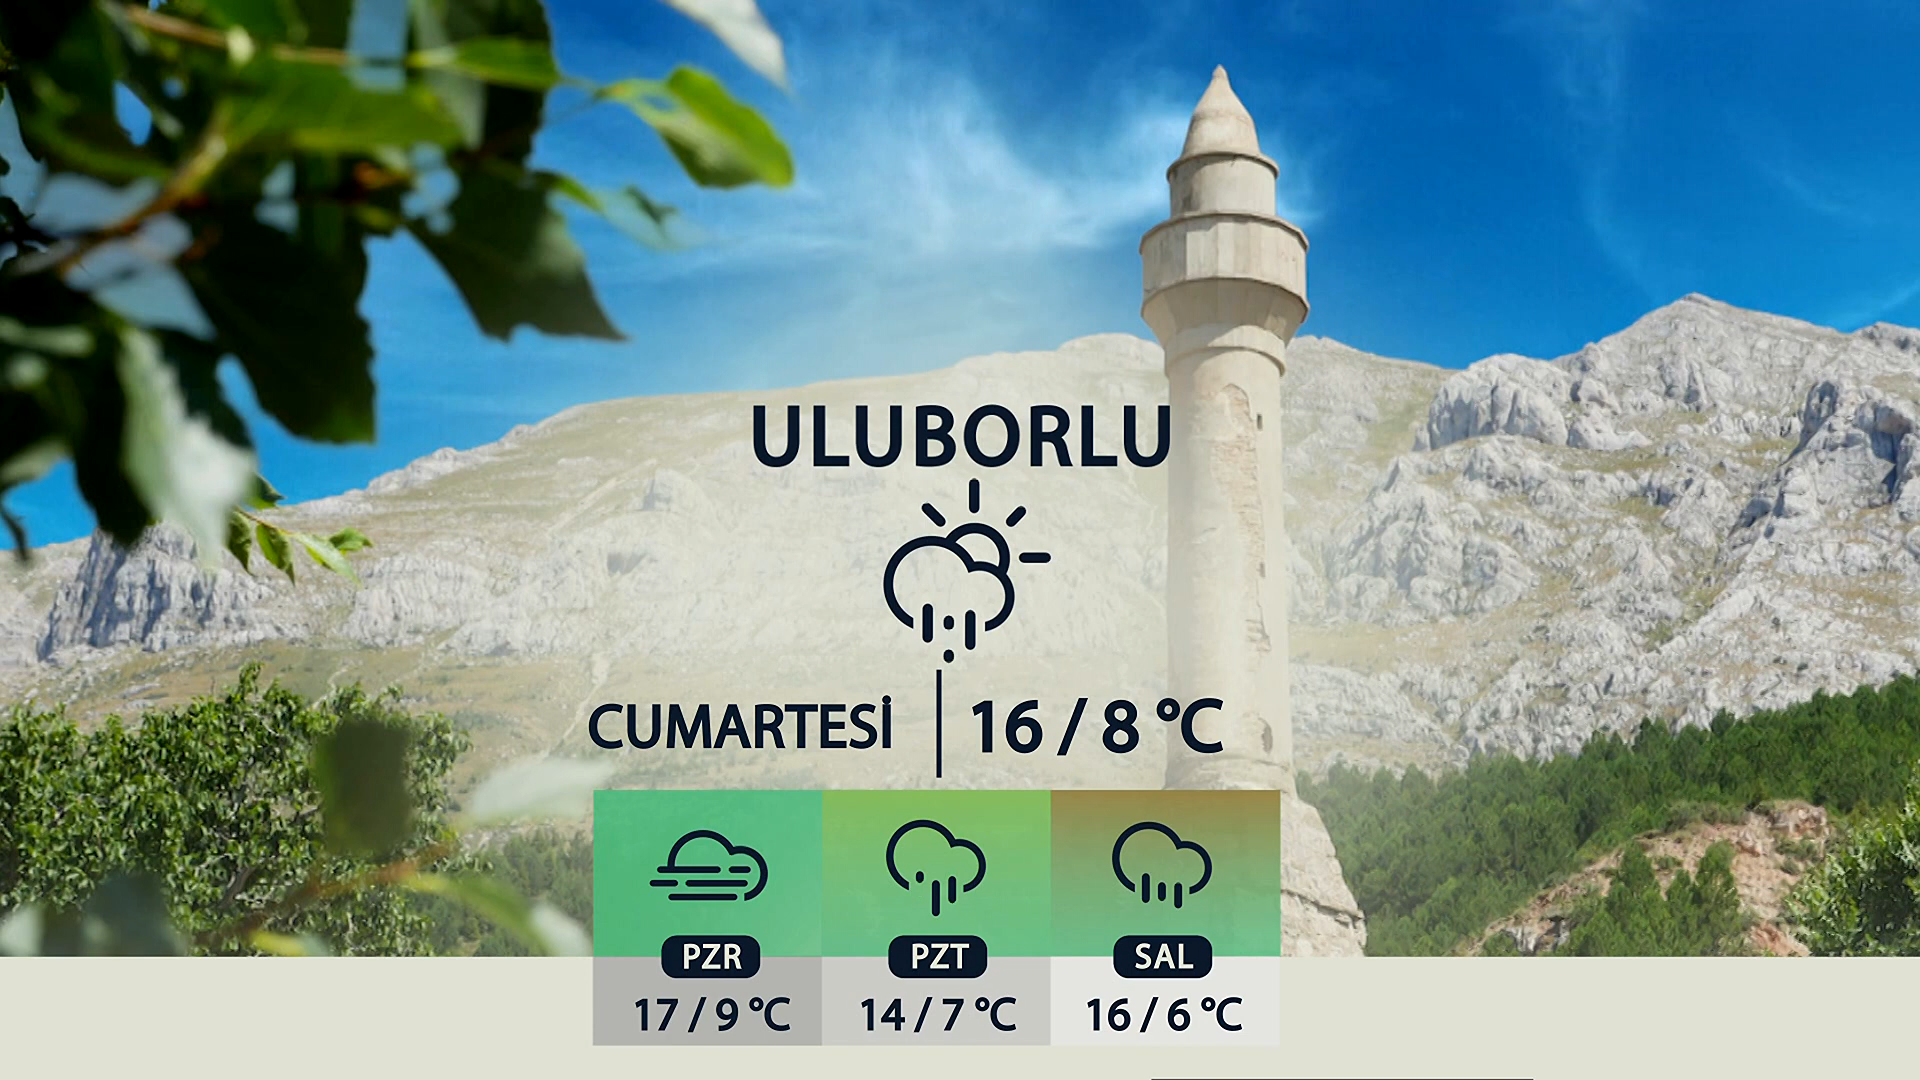 ULUBORLU
CUMARTESİ 16 / 8 °C
PZR PZT SAL
17 / 9 °C 14 / 7 °C 16 / 6 °C